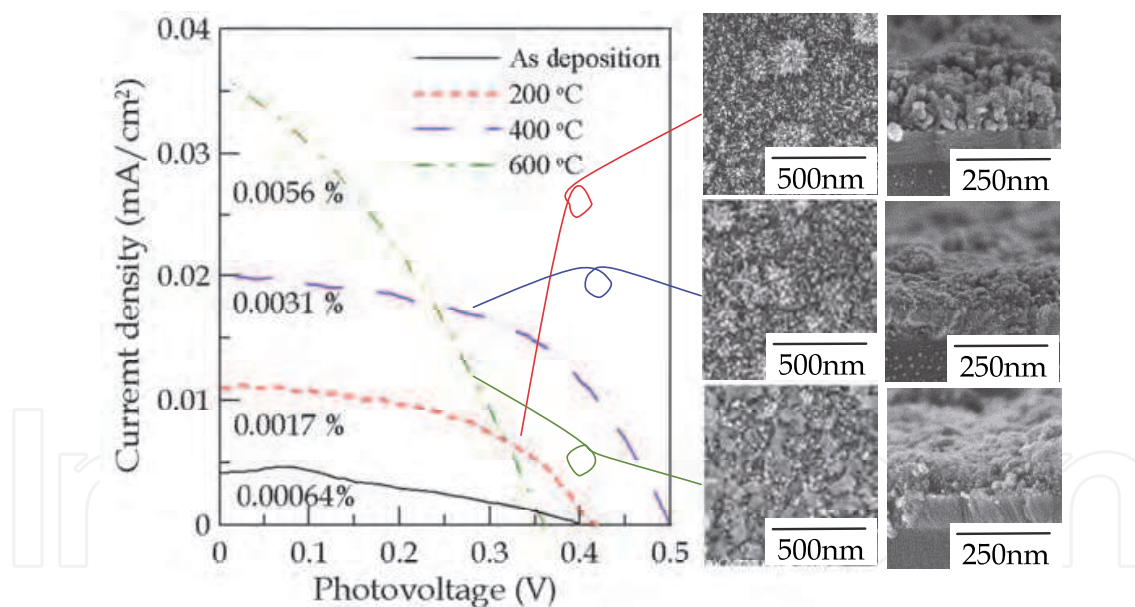 0.04
0.03
0.02
0.01
0
Curremt density (mA/cm²)
As deposition
200 °C
400 °C
600 °C
0.0056 %
0.0031 %
0.0017 %
0.00064%
0 0.1 0.2 0.3 0.4 0.5
Photovoltage (V)
500nm
250nm
500nm
250nm
500nm
250nm